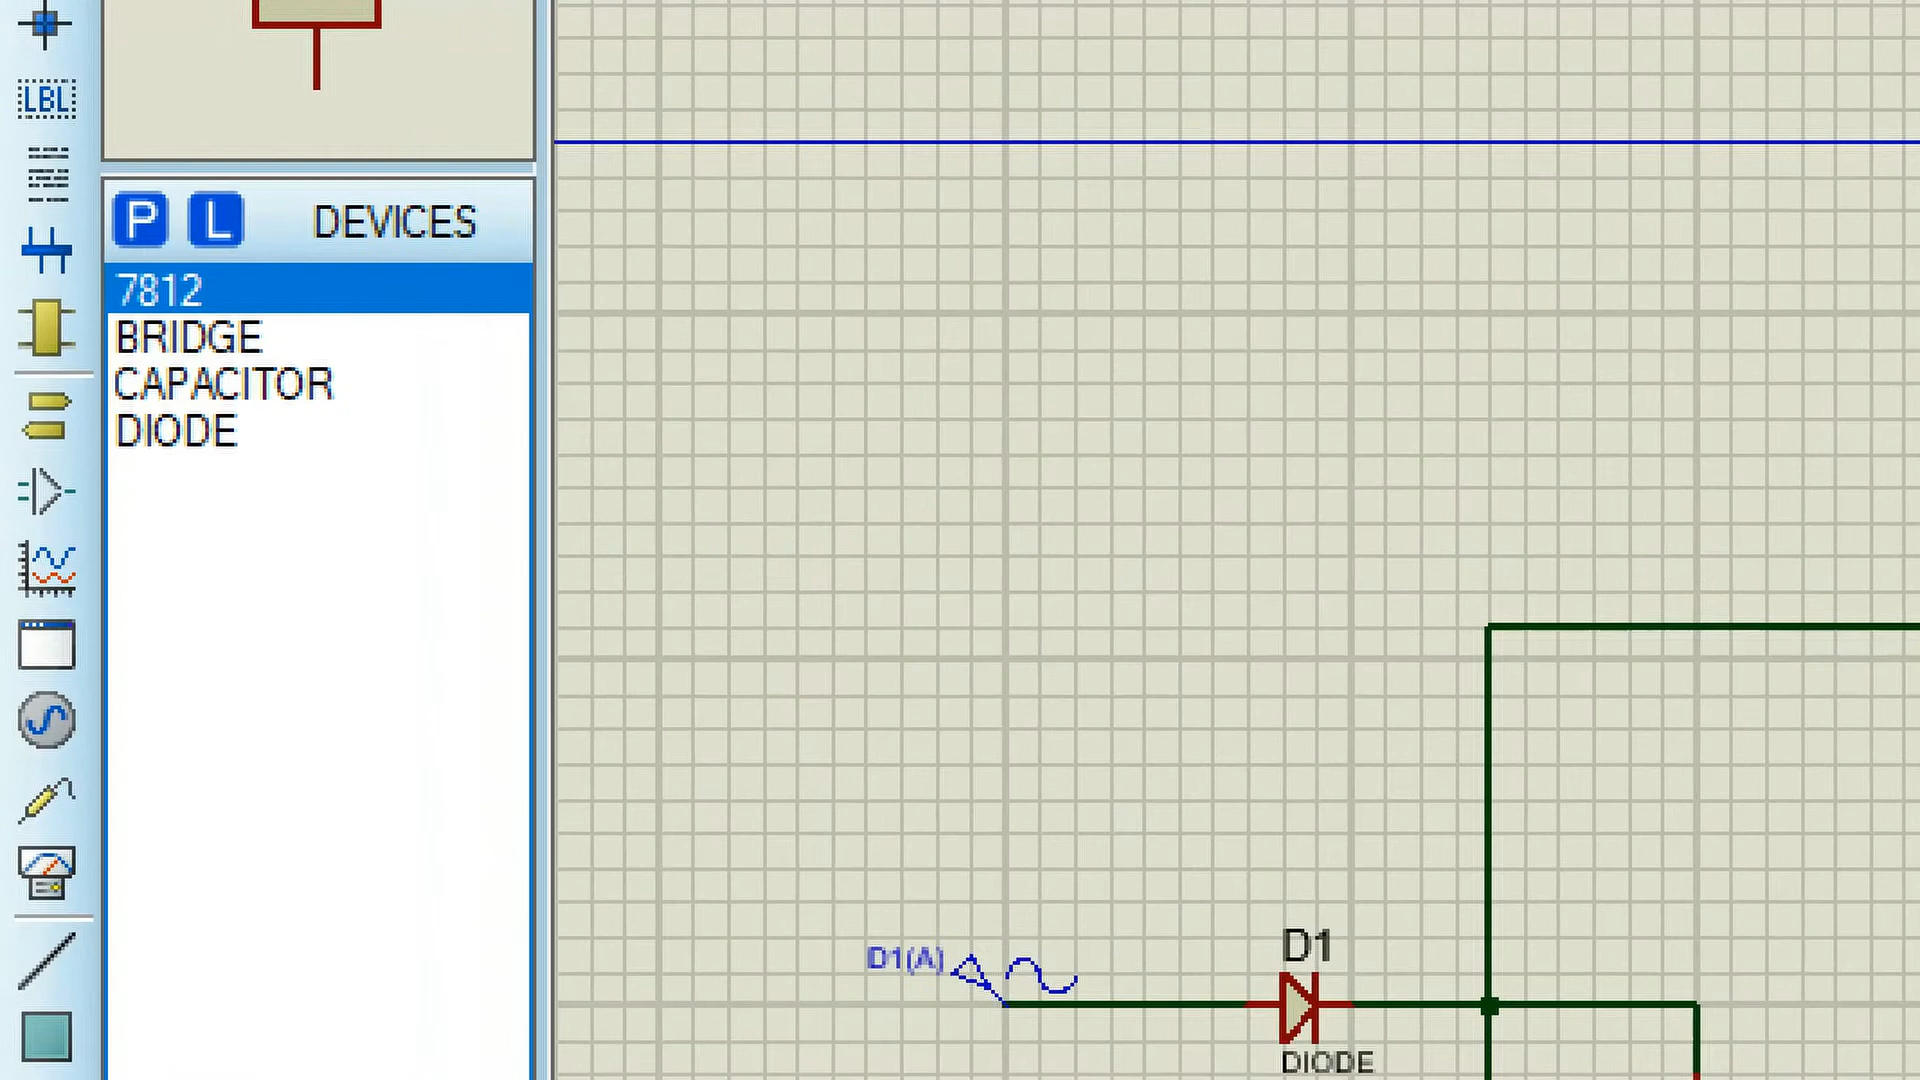 LBL
P L DEVICES
7812
BRIDGE
CAPACITOR
DIODE
D1(A)
D1
DIODE